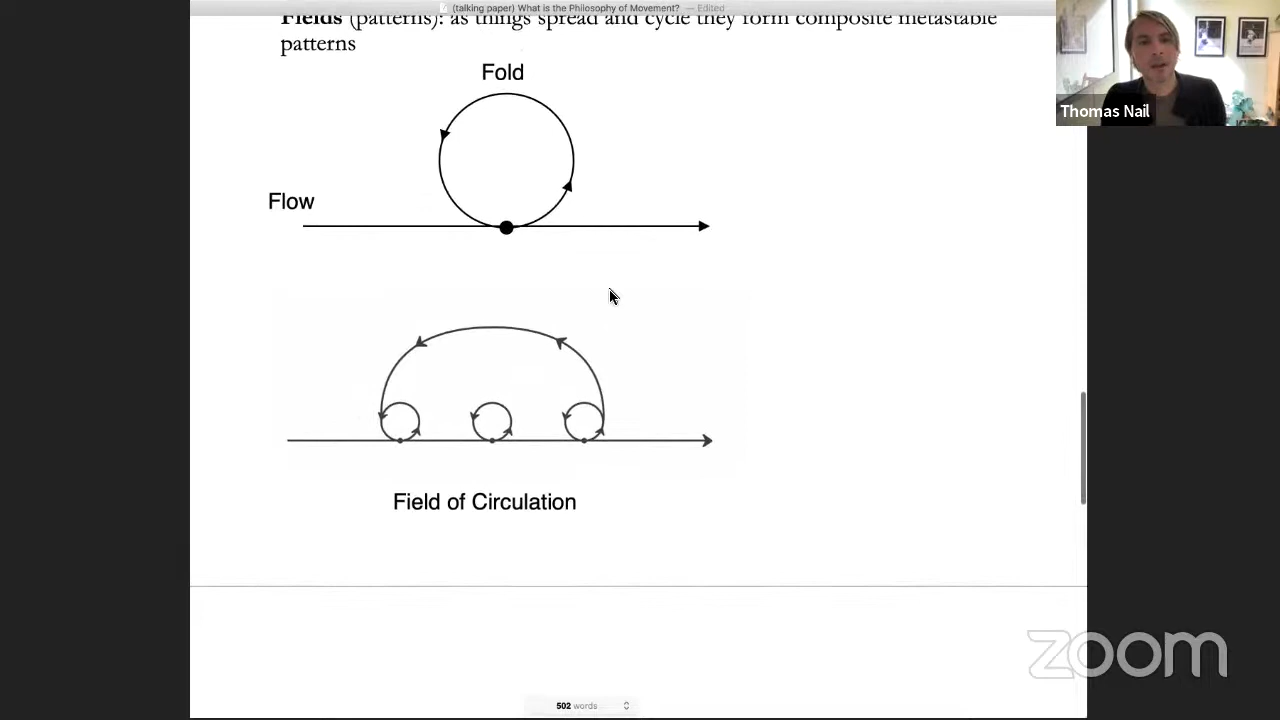 (talking paper) What is the Philosophy of Movement? — Edited
Fields (patterns): as things spread and cycle they form composite metastable
patterns
Fold
Thomas Nail
Flow
Field of Circulation
zoom
502 words